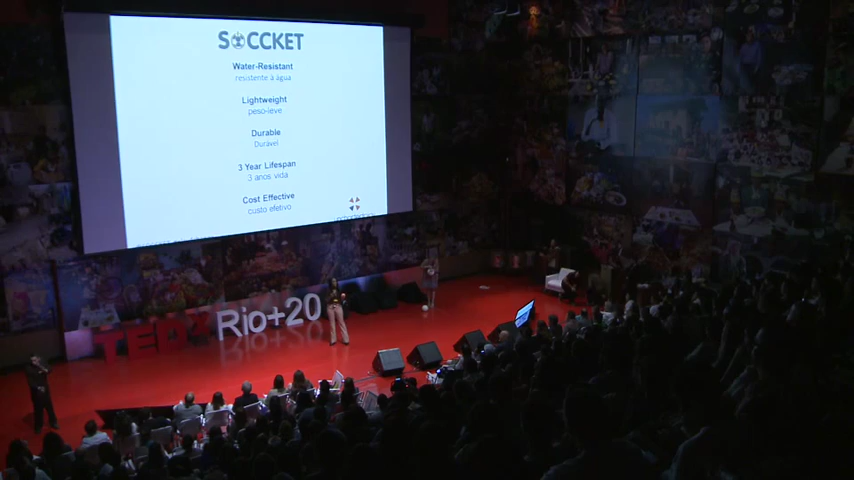 SOCCKET
Water-Resistant
resistente à água
Lightweight
peso-leve
Durable
Durável
3 Year Lifespan
3 anos vida
Cost Effective
custo efetivo
TEDx
Rio+20